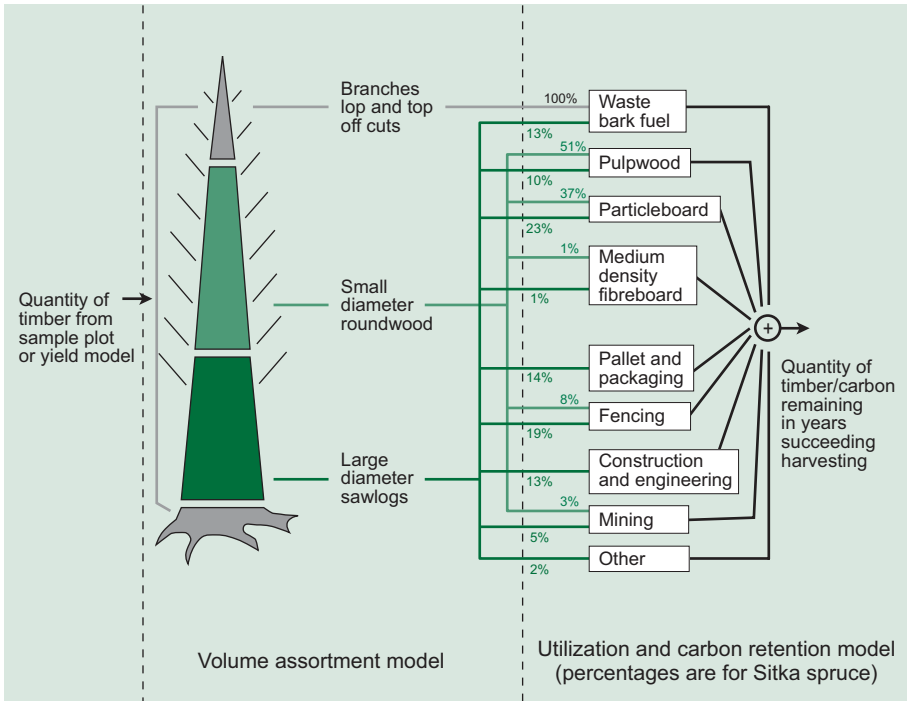 Quantity of
timber from
sample plot
or yield model
Branches
lop and top
off cuts
Small
diameter
roundwood
Large
diameter
sawlogs
100%
13%
51%
10%
37%
23%
1%
1%
14%
8%
19%
13%
3%
5%
2%
Waste
bark fuel
Pulpwood
Particleboard
Medium
density
fibreboard
Pallet and
packaging
Fencing
Construction
and engineering
Mining
Other
+
Quantity of
timber/carbon
remaining
in years
succeeding
harvesting
Volume assortment model
Utilization and carbon retention model
(percentages are for Sitka spruce)